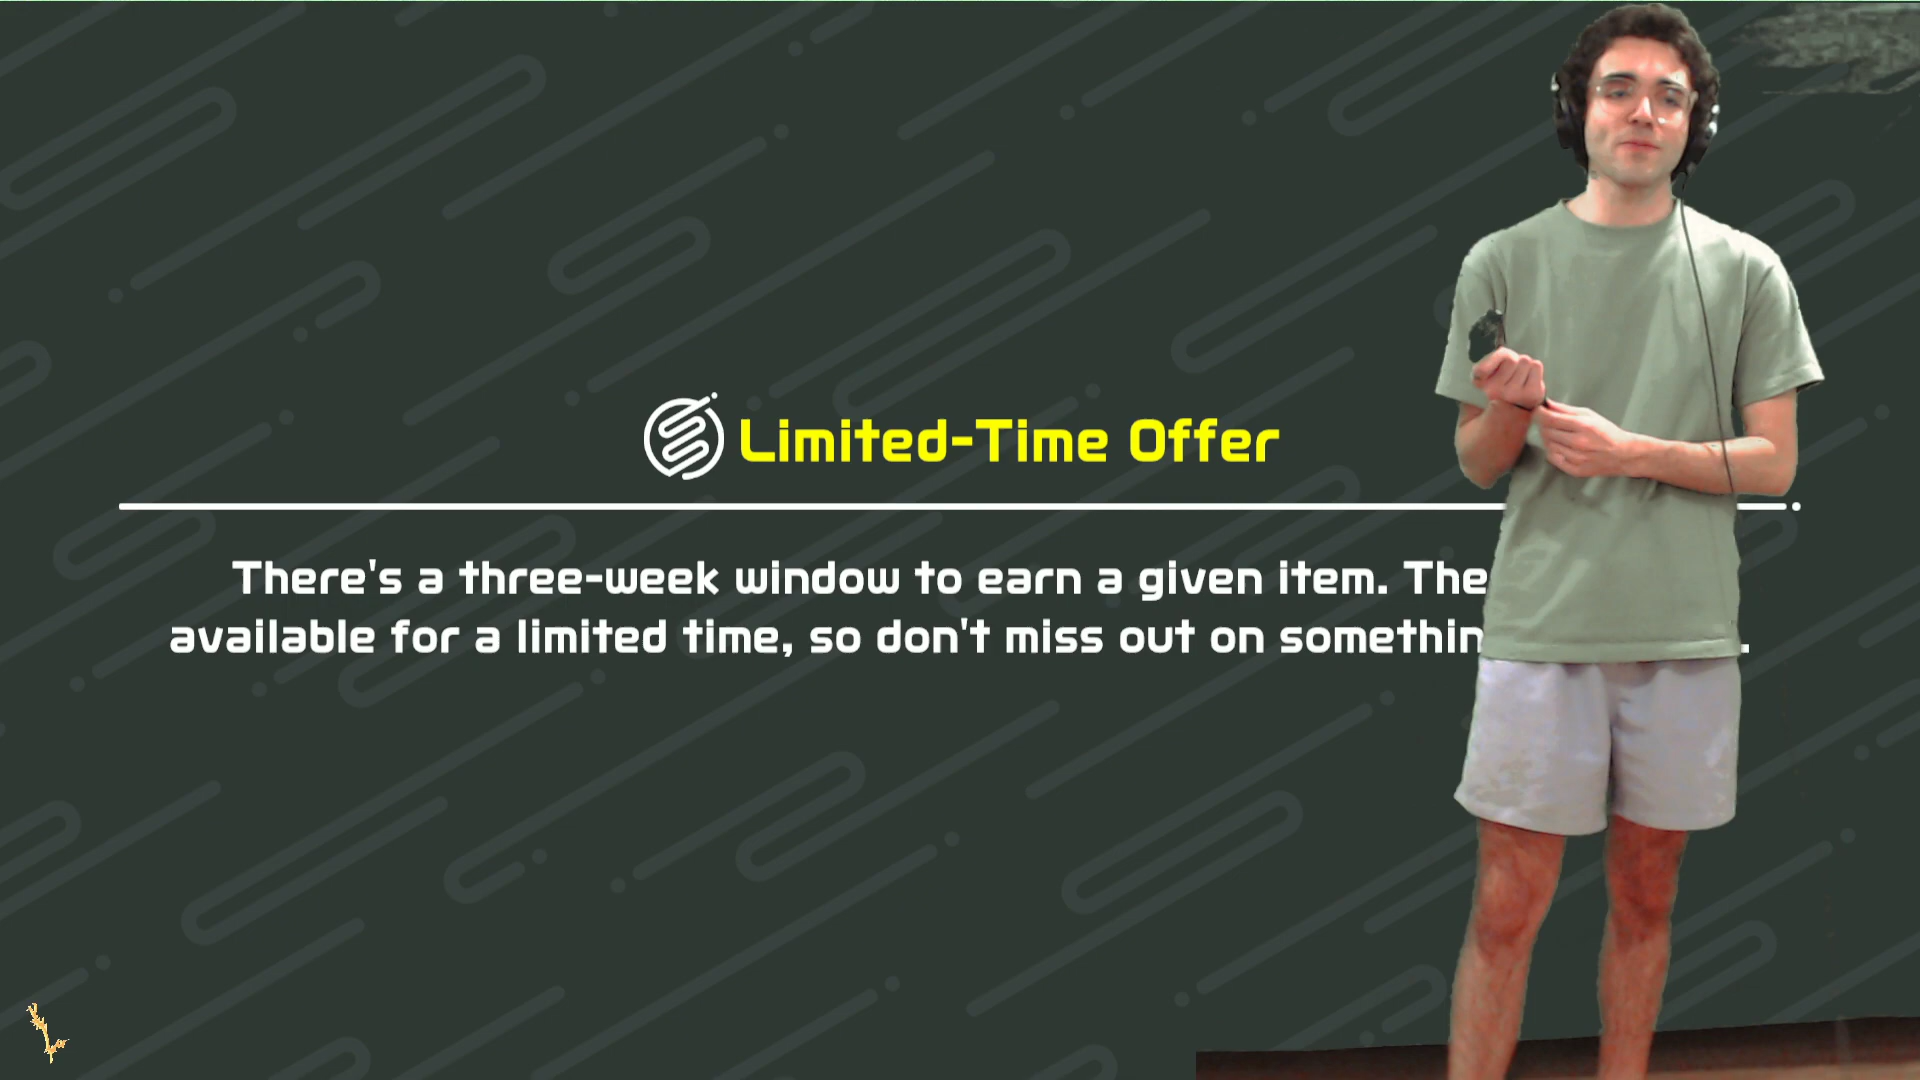 Limited-Time Offer
There's a three-week window to earn a given item. The
available for a limited time, so don't miss out on somethin